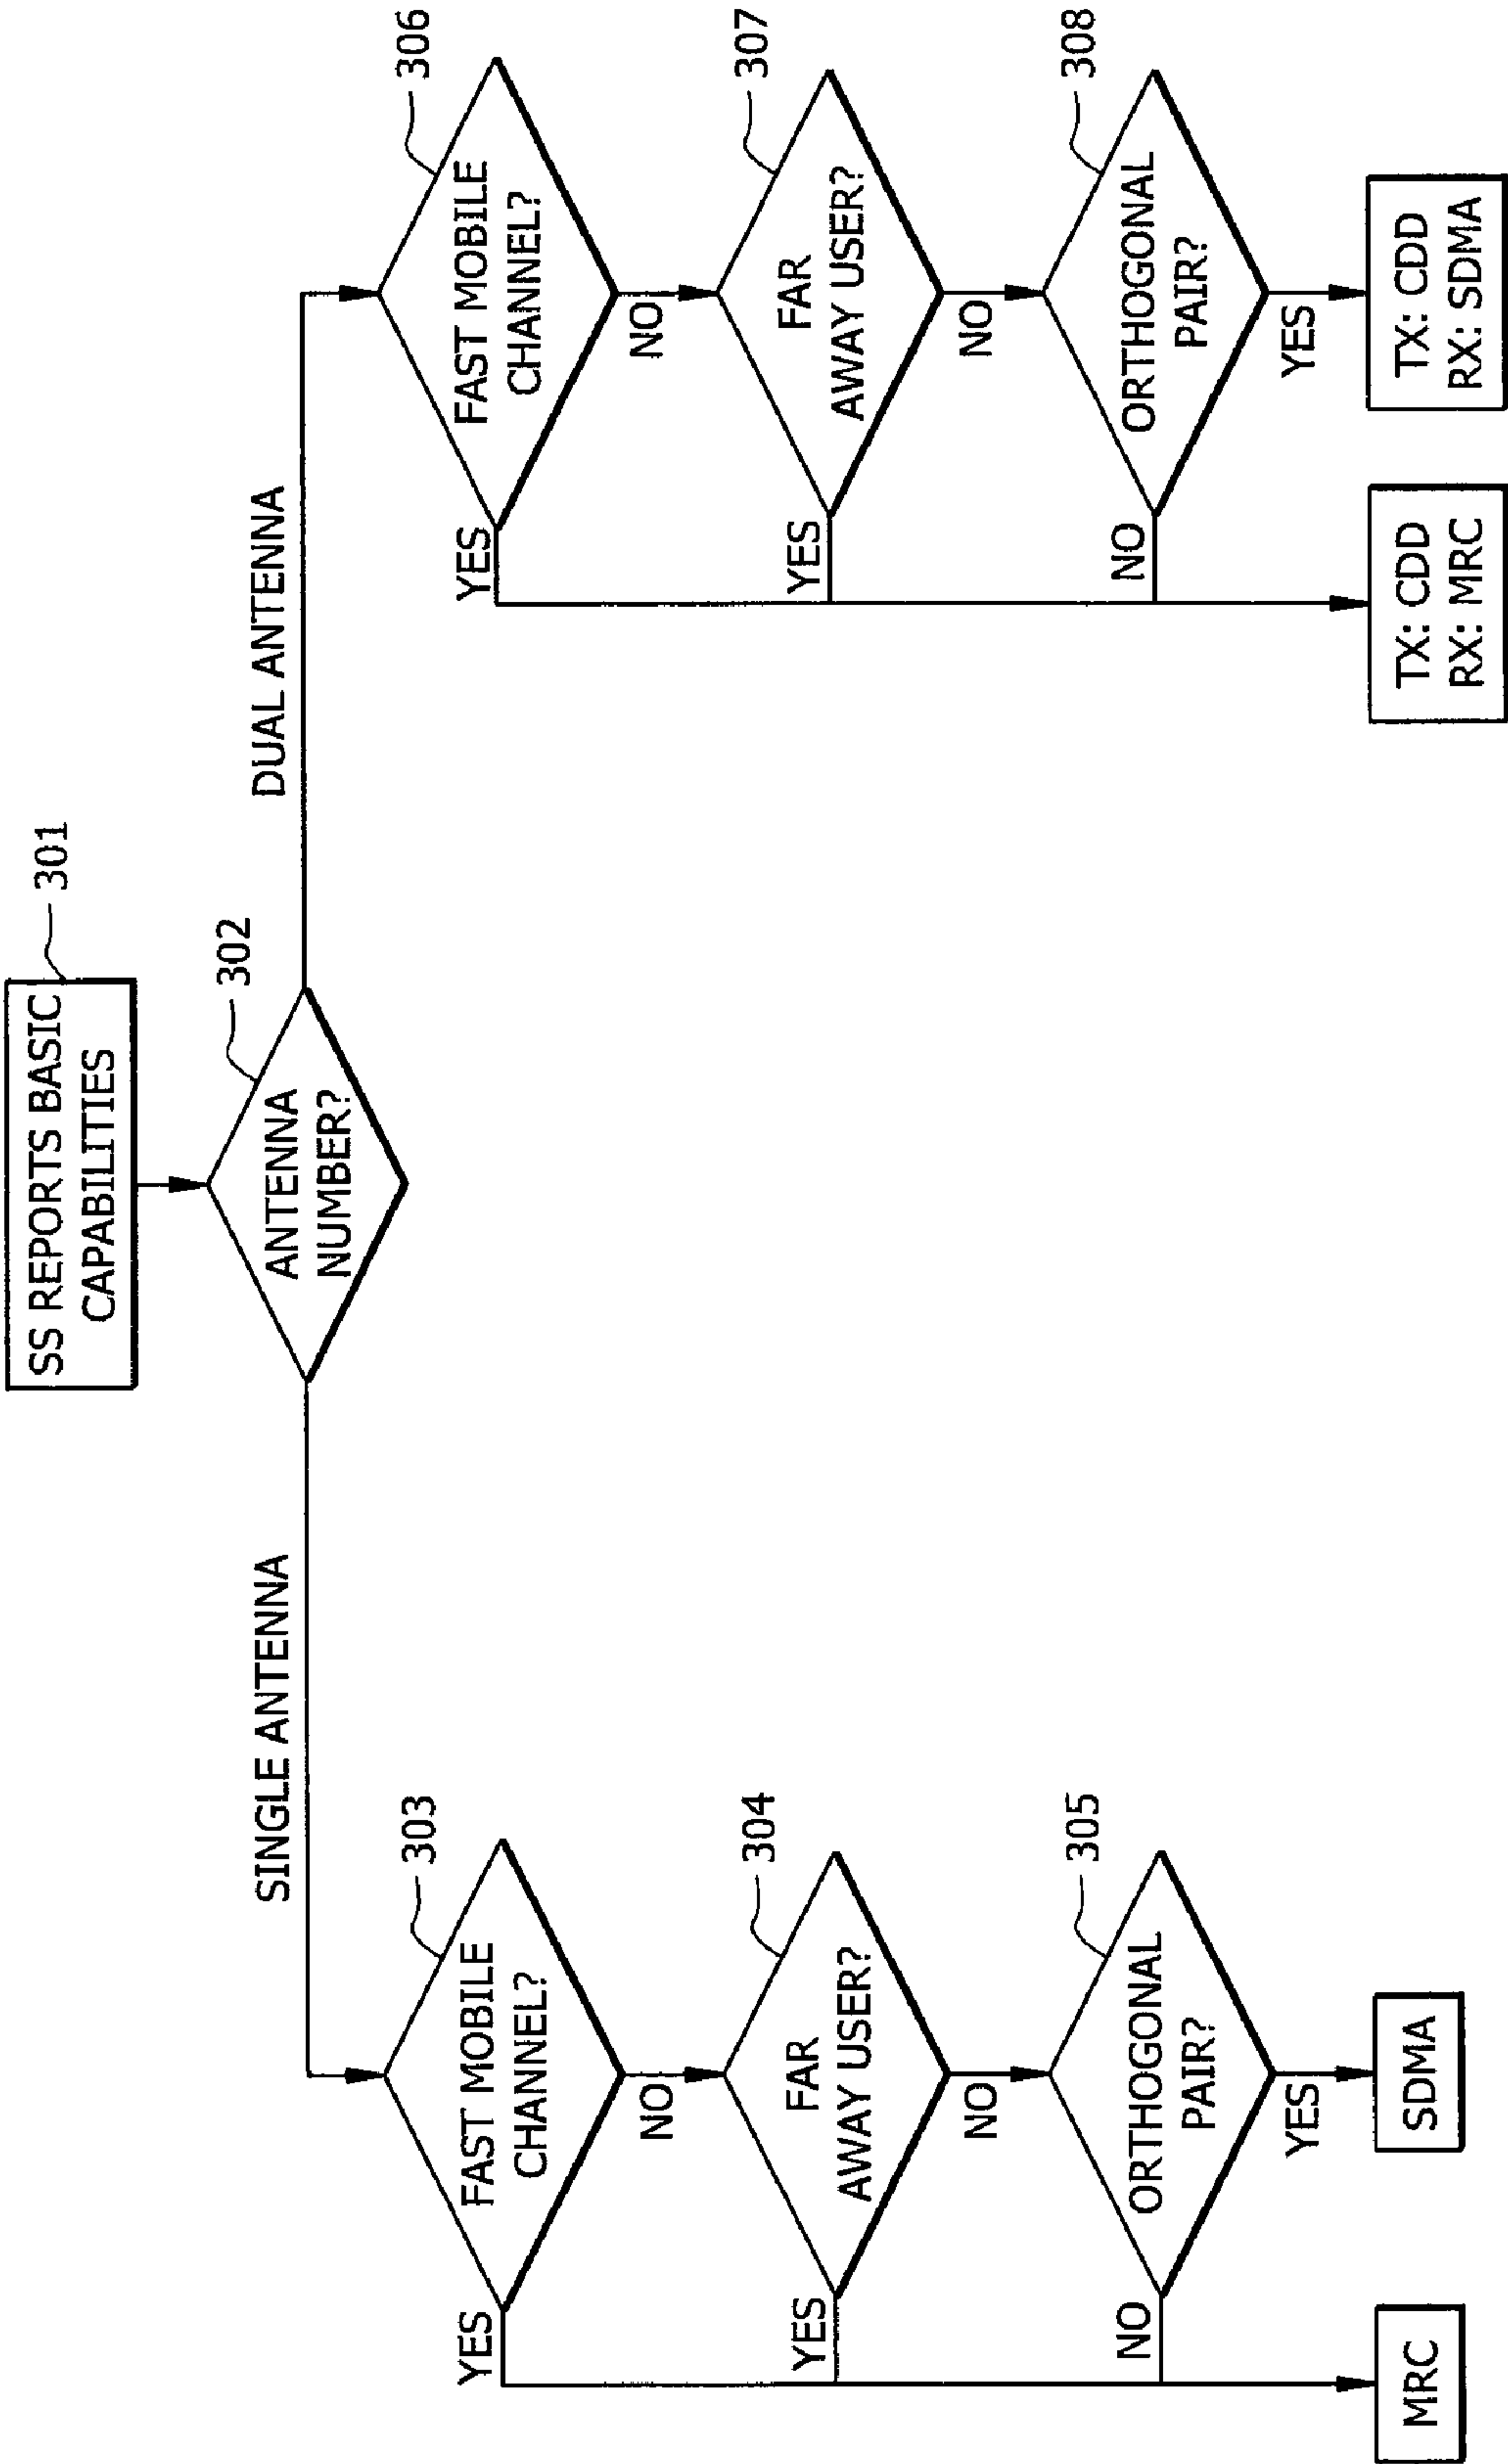 SS REPORTS BASIC
CAPABILITIES
301
ANTENNA
NUMBER?
302
SINGLE ANTENNA
DUAL ANTENNA
FAST MOBILE
CHANNEL?
303
YES
NO
FAR
AWAY USER?
304
YES
NO
ORTHOGONAL
PAIR?
305
NO
YES
MRC
SDMA
FAST MOBILE
CHANNEL?
306
YES
NO
FAR
AWAY USER?
307
YES
NO
ORTHOGONAL
PAIR?
308
NO
YES
TX: CDD
RX: MRC
TX: CDD
RX: SDMA